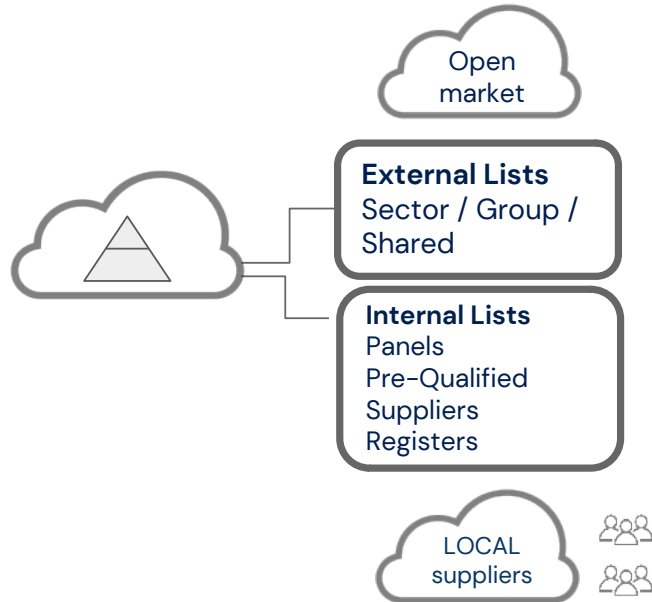 Open
market
External Lists
Sector / Group /
Shared
Internal Lists
Panels
Pre-Qualified
Suppliers
Registers
LOCAL
suppliers